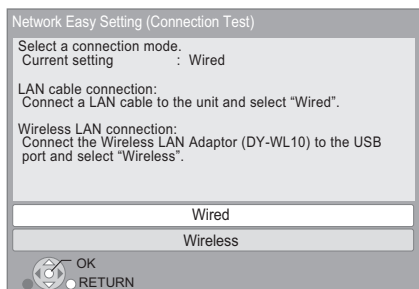 Network Easy Setting (Connection Test)
Select a connection mode.
Current setting : Wired
LAN cable connection:
Connect a LAN cable to the unit and select “Wired”.
Wireless LAN connection:
Connect the Wireless LAN Adaptor (DY-WL10) to the USB
port and select “Wireless”.
Wired
Wireless
OK
RETURN